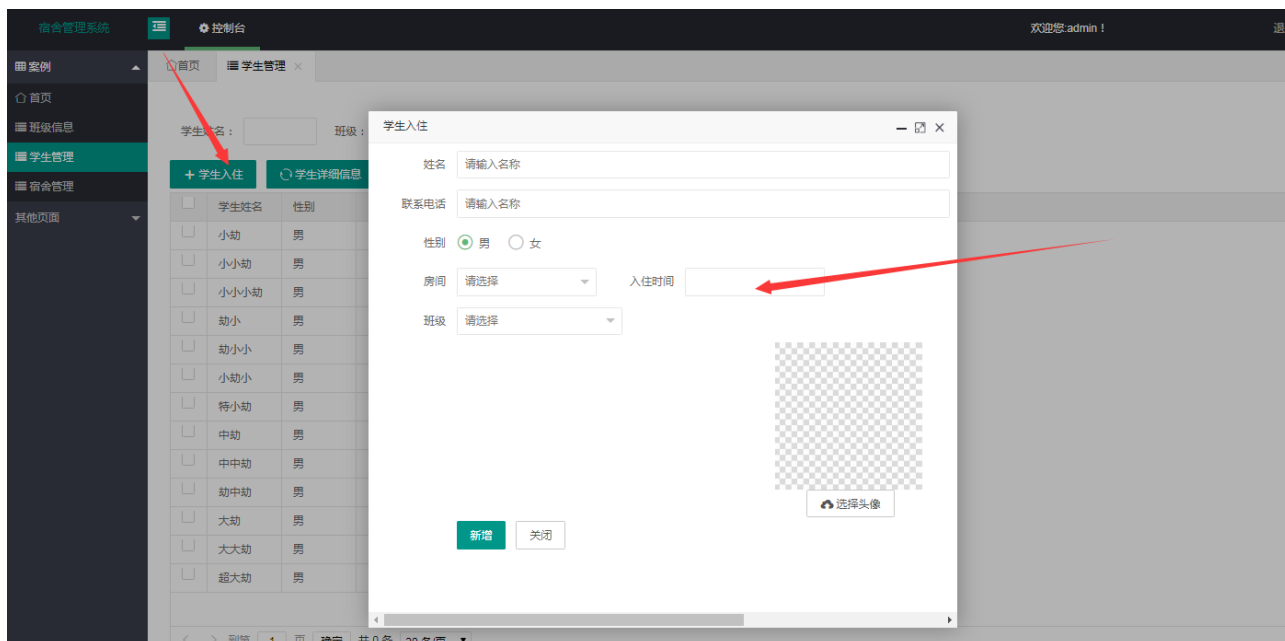 宿舍管理系统 控制台 欢迎您:admin！ 退
案例 首页 学生管理
首页
班级信息
学生管理
宿舍管理
其他页面
学生姓名： 班级：
学生入住 学生详细信息
学生姓名 性别
小劫 男
小小劫 男
小小小劫 男
劫小 男
劫小小 男
小劫小 男
特小劫 男
中劫 男
中中劫 男
劫中劫 男
大劫 男
大大劫 男
超大劫 男
到第 1 页 确定 共 0 条 20 条/页
学生入住
姓名 请输入名称
联系电话 请输入名称
性别 男 女
房间 请选择 入住时间
班级 请选择
选择头像
新增 关闭